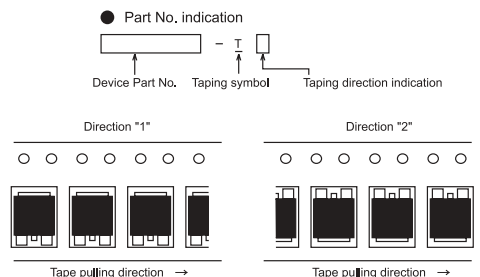 ● Part No. indication
– T
Device Part No. Taping symbol Taping direction indication
Direction "1" Direction "2"
Tape pulling direction → Tape pulling direction →